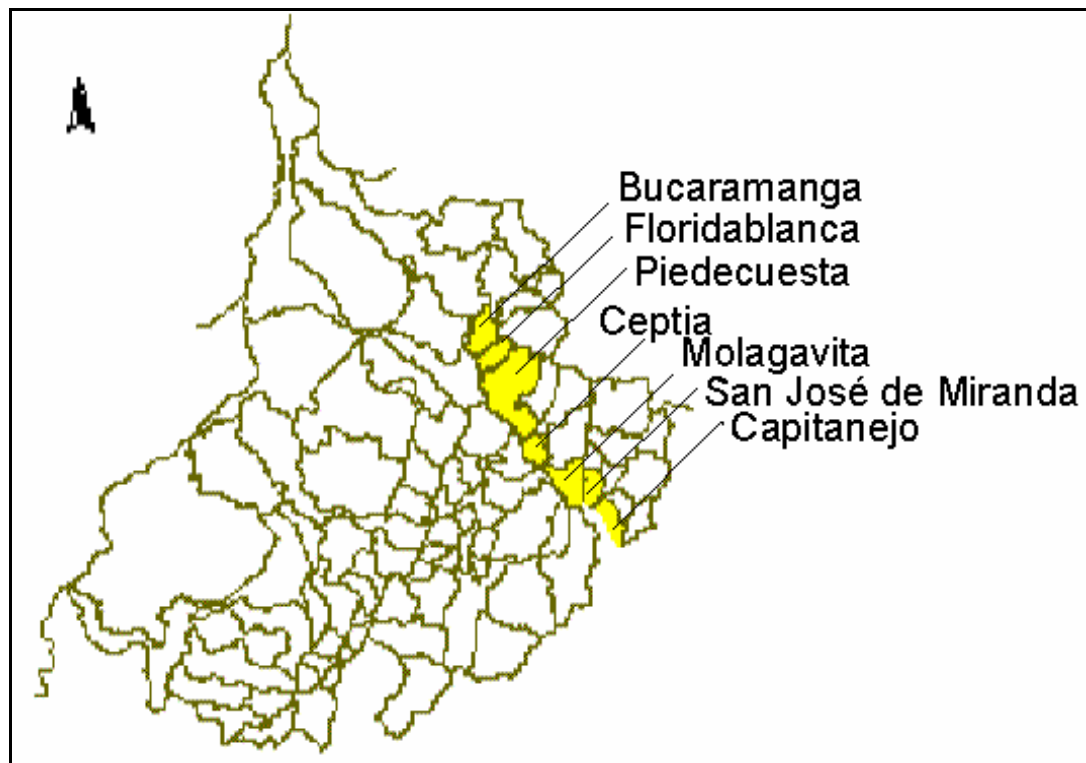 Bucaramanga
Floridablanca
Piedecuesta
Ceptia
Molagavita
San José de Miranda
Capitanejo